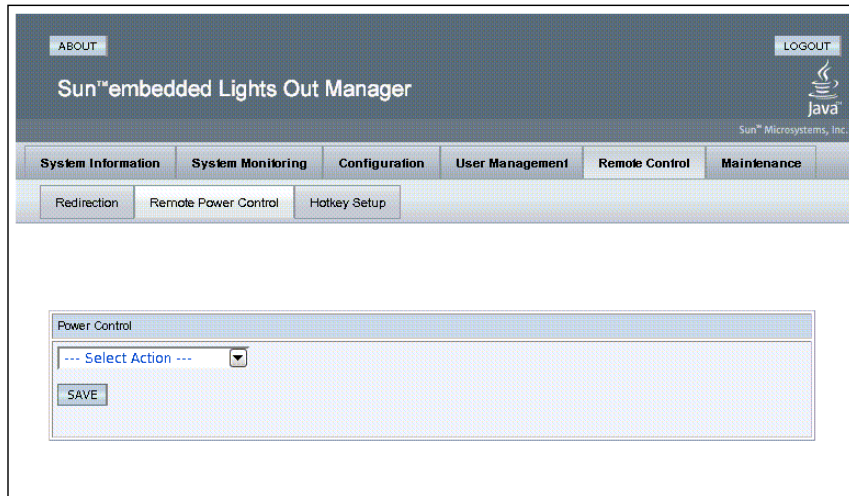 ABOUT
LOGOUT
Sun™embedded Lights Out Manager
Java™
Sun™ Microsystems, Inc.
System Information System Monitoring Configuration User Management Remote Control Maintenance
Redirection Remote Power Control Hotkey Setup
Power Control
--- Select Action ---
SAVE